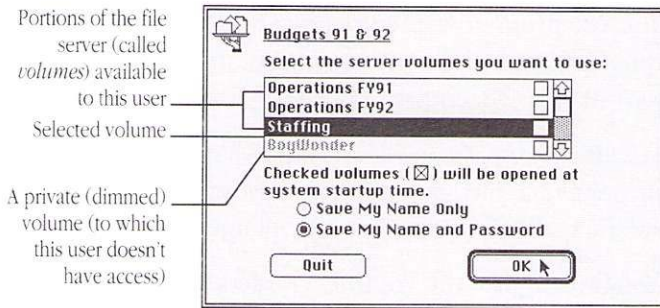 Portions of the file
server (called
volumes) available
to this user
Selected volume
A private (dimmed)
volume (to which
this user doesn't
have access)
Budgets 91 & 92
Select the server volumes you want to use:
Operations FY91
Operations FY92
Staffing
BoyWonder
Checked volumes ( ☒ ) will be opened at
system startup time.
Save My Name Only
Save My Name and Password
Quit
OK